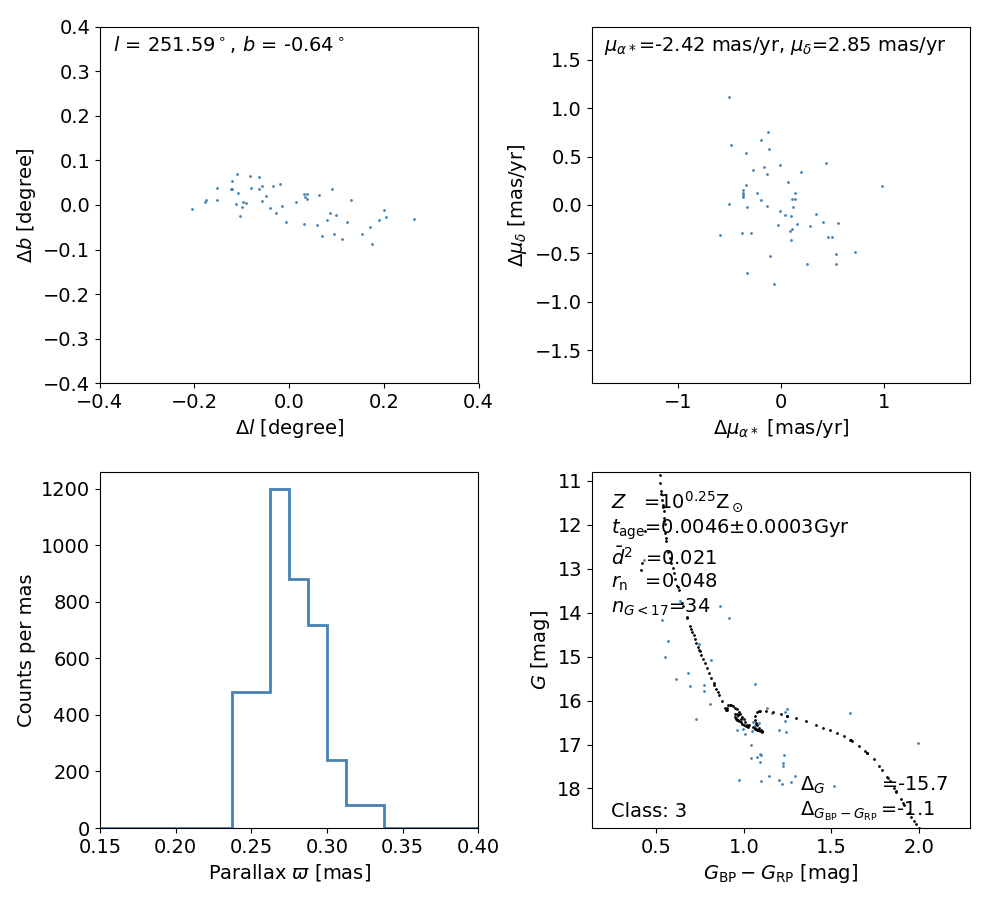 l = 251.59°, b = -0.64°
0.4
0.3
0.2
0.1
0.0
−0.1
−0.2
−0.3
−0.4
−0.4 −0.2 0.0 0.2 0.4
Δl [degree]
Δb [degree]
μα*=-2.42 mas/yr, μδ=2.85 mas/yr
1.5
1.0
0.5
0.0
−0.5
−1.0
−1.5
−1 0 1
Δμα* [mas/yr]
Δμδ [mas/yr]
1200
1000
800
600
400
200
0
0.15 0.20 0.25 0.30 0.35 0.40
Parallax ϖ [mas]
Counts per mas
11
12
13
14
15
16
17
18
Z =10^0.25 Z⊙
t_age=0.0046±0.0003Gyr
d̄² =0.021
r_n =0.048
n_G<17=34
Δ_G =-15.7
Class: 3 Δ_GBP−GRP =-1.1
0.5 1.0 1.5 2.0
G_BP − G_RP [mag]
G [mag]